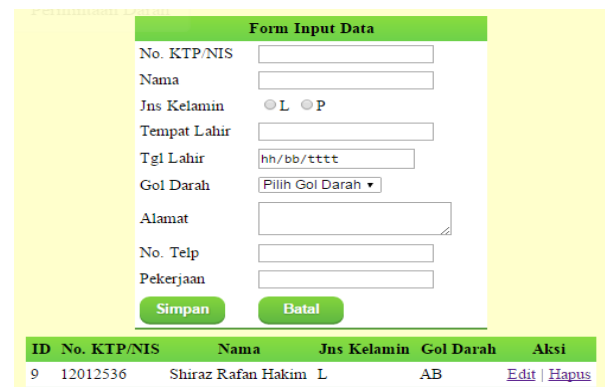 Permintaan Darah
Form Input Data
No. KTP/NIS
Nama
Jns Kelamin L P
Tempat Lahir
Tgl Lahir hh/bb/tttt
Gol Darah Pilih Gol Darah
Alamat
No. Telp
Pekerjaan
Simpan Batal
ID No. KTP/NIS Nama Jns Kelamin Gol Darah Aksi
9 12012536 Shiraz Rafan Hakim L AB Edit | Hapus